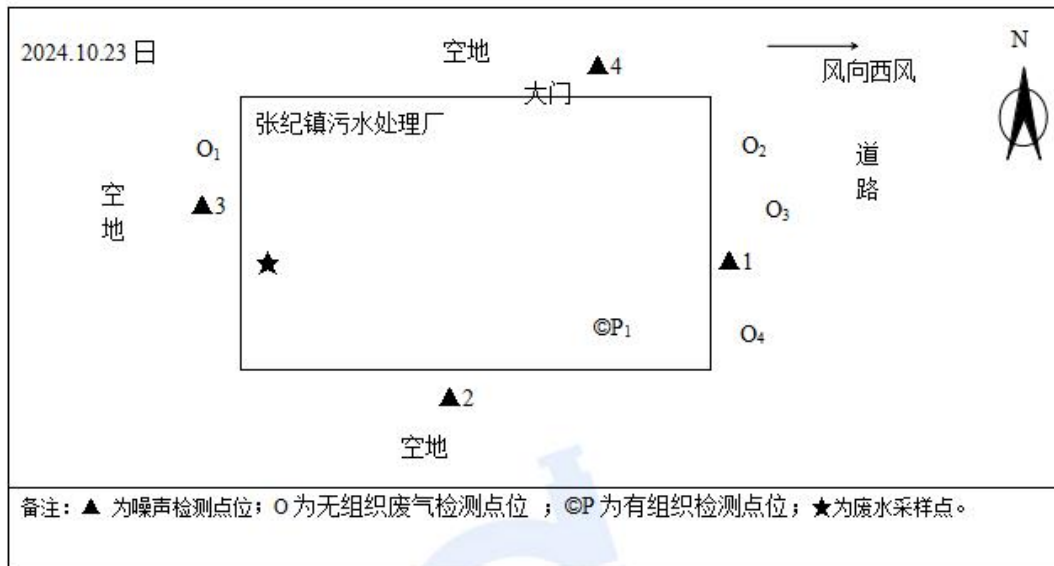 2024.10.23 日
空地
▲4
风向西风
N
大门
张纪镇污水处理厂
O₁
O₂
道路
空地
▲3
O₃
★
▲1
©P₁
O₄
▲2
空地
备注：▲ 为噪声检测点位；O 为无组织废气检测点位 ；©P 为有组织检测点位；★为废水采样点。